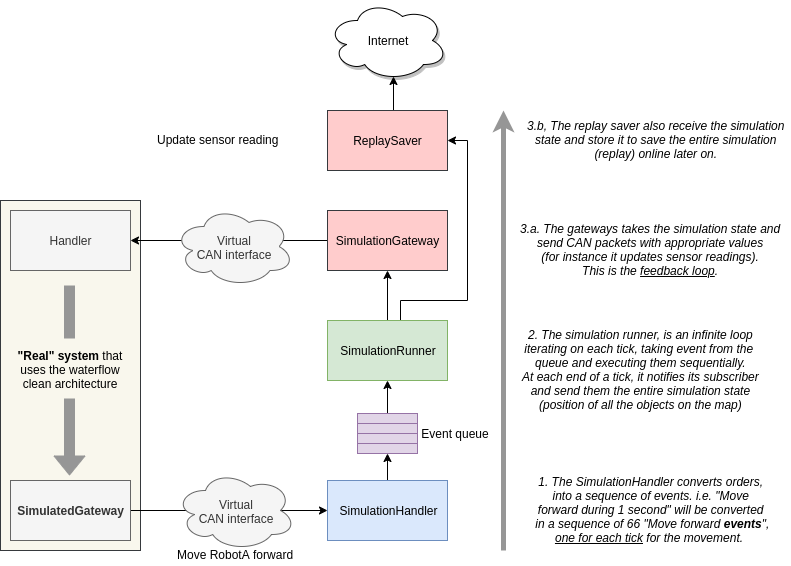 Internet
Update sensor reading
ReplaySaver
3.b, The replay saver also receive the simulation
state and store it to save the entire simulation
(replay) online later on.
Handler
Virtual
CAN interface
SimulationGateway
3.a. The gateways takes the simulation state and
send CAN packets with appropriate values
(for instance it updates sensor readings).
This is the feedback loop.
"Real" system that
uses the waterflow
clean architecture
SimulationRunner
2. The simulation runner, is an infinite loop
iterating on each tick, taking event from the
queue and executing them sequentially.
At each end of a tick, it notifies its subscriber
and send them the entire simulation state
(position of all the objects on the map)
Event queue
SimulatedGateway
Virtual
CAN interface
Move RobotA forward
SimulationHandler
1. The SimulationHandler converts orders,
into a sequence of events. i.e. "Move
forward during 1 second" will be converted
in a sequence of 66 "Move forward events",
one for each tick for the movement.